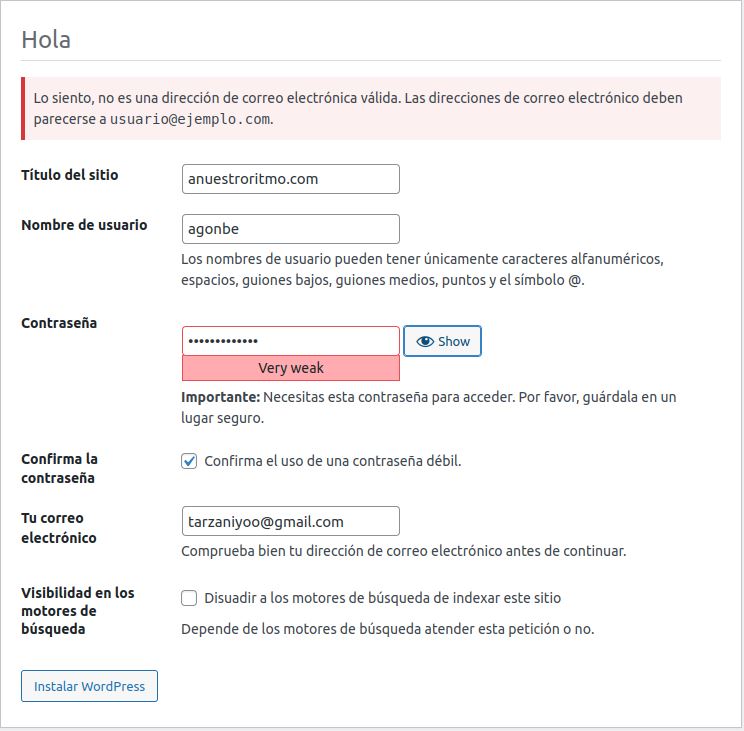 Hola
Lo siento, no es una dirección de correo electrónica válida. Las direcciones de correo electrónico deben
parecerse a usuario@ejemplo.com.
Título del sitio
anuestroritmo.com
Nombre de usuario
agonbe
Los nombres de usuario pueden tener únicamente caracteres alfanuméricos,
espacios, guiones bajos, guiones medios, puntos y el símbolo @.
Contraseña
•••••••••••••
Show
Very weak
Importante: Necesitas esta contraseña para acceder. Por favor, guárdala en un
lugar seguro.
Confirma la
contraseña
Confirma el uso de una contraseña débil.
Tu correo
electrónico
tarzaniyoo@gmail.com
Comprueba bien tu dirección de correo electrónico antes de continuar.
Visibilidad en los
motores de
búsqueda
Disuadir a los motores de búsqueda de indexar este sitio
Depende de los motores de búsqueda atender esta petición o no.
Instalar WordPress